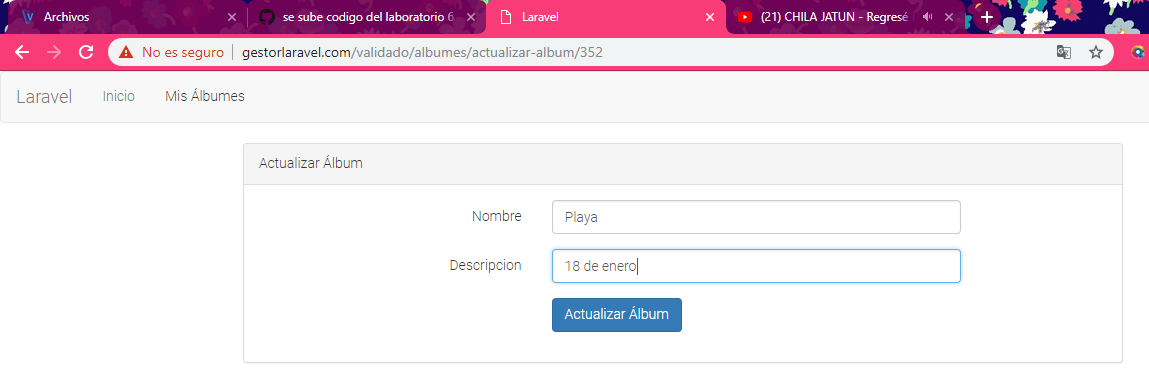 Archivos
se sube codigo del laboratorio 6
Laravel
(21) CHILA JATUN - Regresé
No es seguro
gestorlaravel.com/validado/albumes/actualizar-album/352
Laravel Inicio Mis Álbumes
Actualizar Álbum
Nombre Playa
Descripcion 18 de enero
Actualizar Álbum